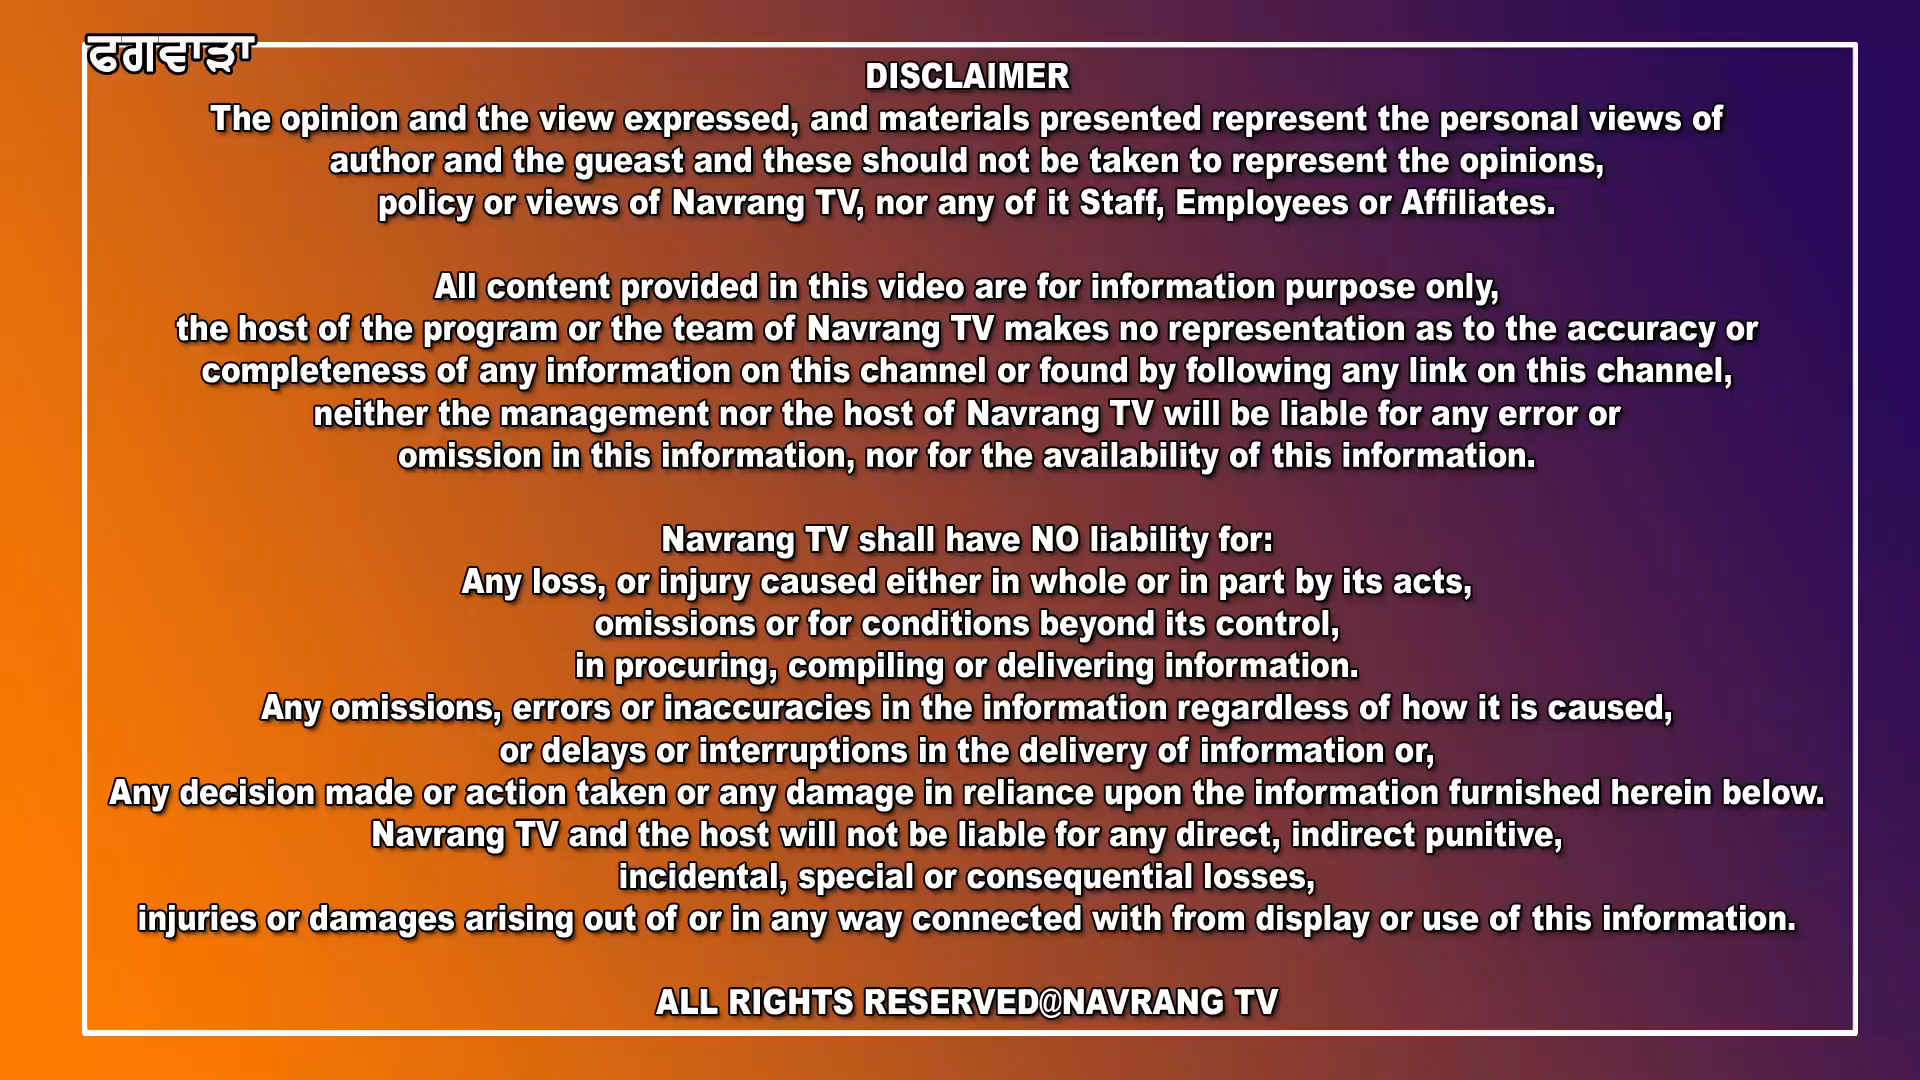 ਫਗਵਾੜਾ
DISCLAIMER
The opinion and the view expressed, and materials presented represent the personal views of
author and the gueast and these should not be taken to represent the opinions,
policy or views of Navrang TV, nor any of it Staff, Employees or Affiliates.
All content provided in this video are for information purpose only,
the host of the program or the team of Navrang TV makes no representation as to the accuracy or
completeness of any information on this channel or found by following any link on this channel,
neither the management nor the host of Navrang TV will be liable for any error or
omission in this information, nor for the availability of this information.
Navrang TV shall have NO liability for:
Any loss, or injury caused either in whole or in part by its acts,
omissions or for conditions beyond its control,
in procuring, compiling or delivering information.
Any omissions, errors or inaccuracies in the information regardless of how it is caused,
or delays or interruptions in the delivery of information or,
Any decision made or action taken or any damage in reliance upon the information furnished herein below.
Navrang TV and the host will not be liable for any direct, indirect punitive,
incidental, special or consequential losses,
injuries or damages arising out of or in any way connected with from display or use of this information.
ALL RIGHTS RESERVED@NAVRANG TV